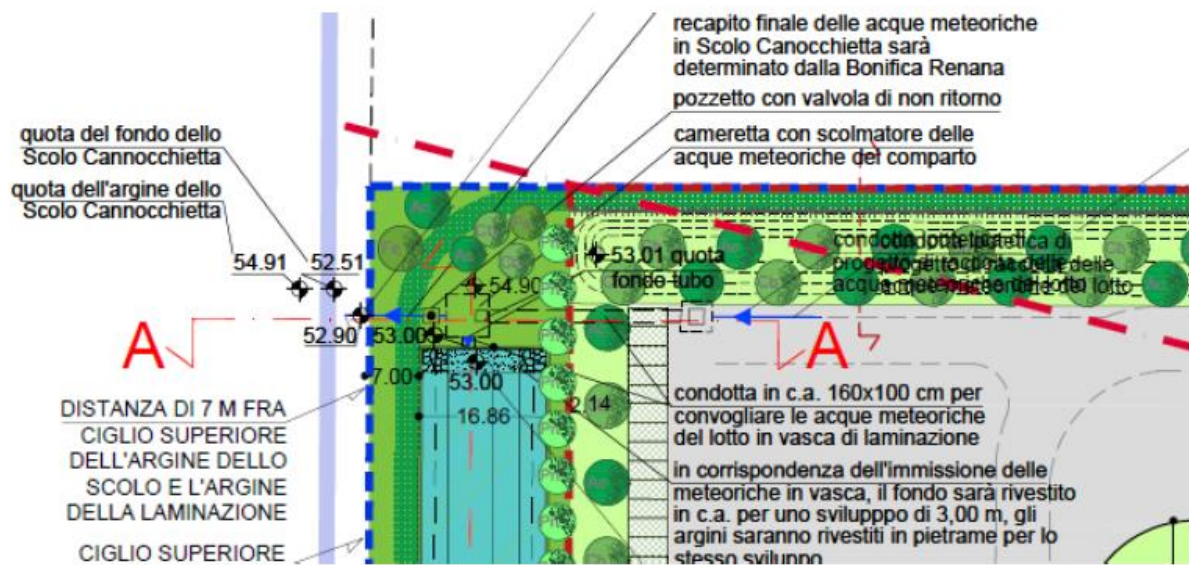 recapito finale delle acque meteoriche
in Scolo Canocchietta sarà
determinato dalla Bonifica Renana
pozzetto con valvola di non ritorno
cameretta con scolmatore delle
acque meteoriche del comparto
quota del fondo dello
Scolo Cannocchietta
quota dell'argine dello
Scolo Cannocchietta
54.91
52.51
54.90
53.01 quota
fondo tubo
52.90
53.00
A
A
7.00
53.00
16.86
2.14
DISTANZA DI 7 M FRA
CIGLIO SUPERIORE
DELL'ARGINE DELLO
SCOLO E L'ARGINE
DELLA LAMINAZIONE
CIGLIO SUPERIORE
condotta in c.a. 160x100 cm per
convogliare le acque meteoriche
del lotto in vasca di laminazione
in corrispondenza dell'immissione delle
meteoriche in vasca, il fondo sarà rivestito
in c.a. per uno svilupppo di 3,00 m, gli
argini saranno rivestiti in pietrame per lo
stesso sviluppo